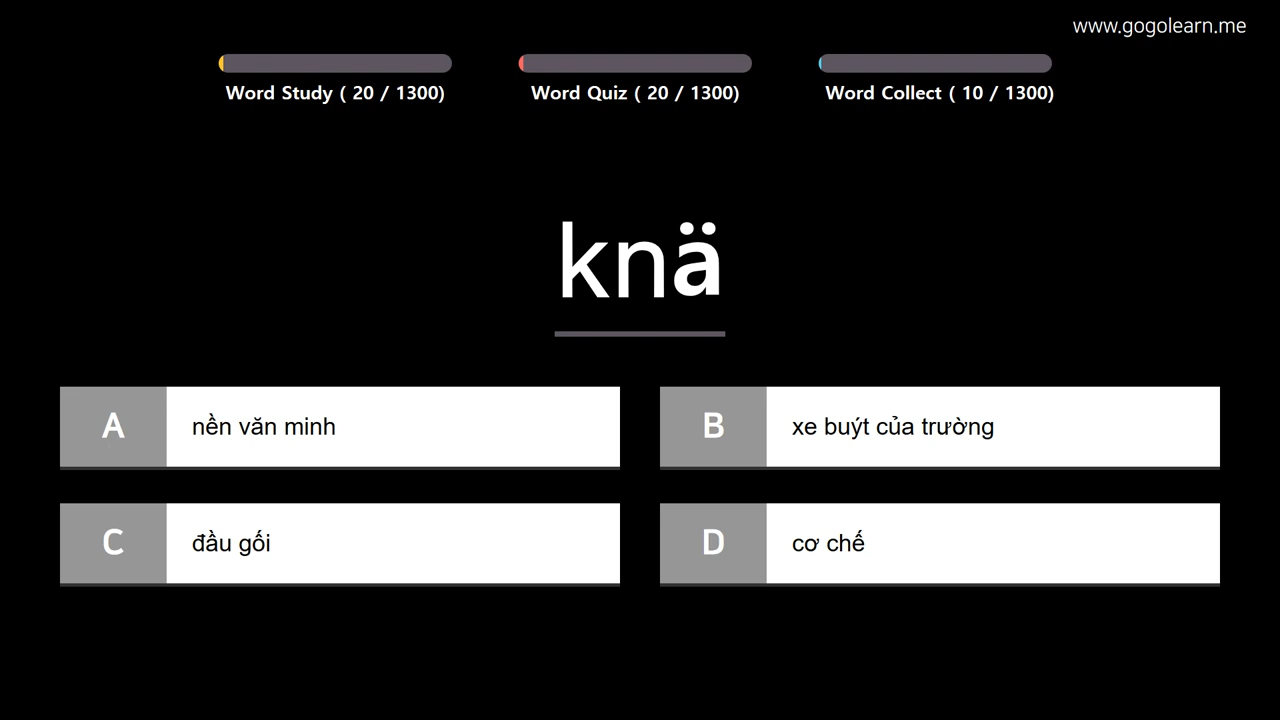 www.gogolearn.me
Word Study ( 20 / 1300)
Word Quiz ( 20 / 1300)
Word Collect ( 10 / 1300)
knä
A nền văn minh
B xe buýt của trường
C đầu gối
D cơ chế